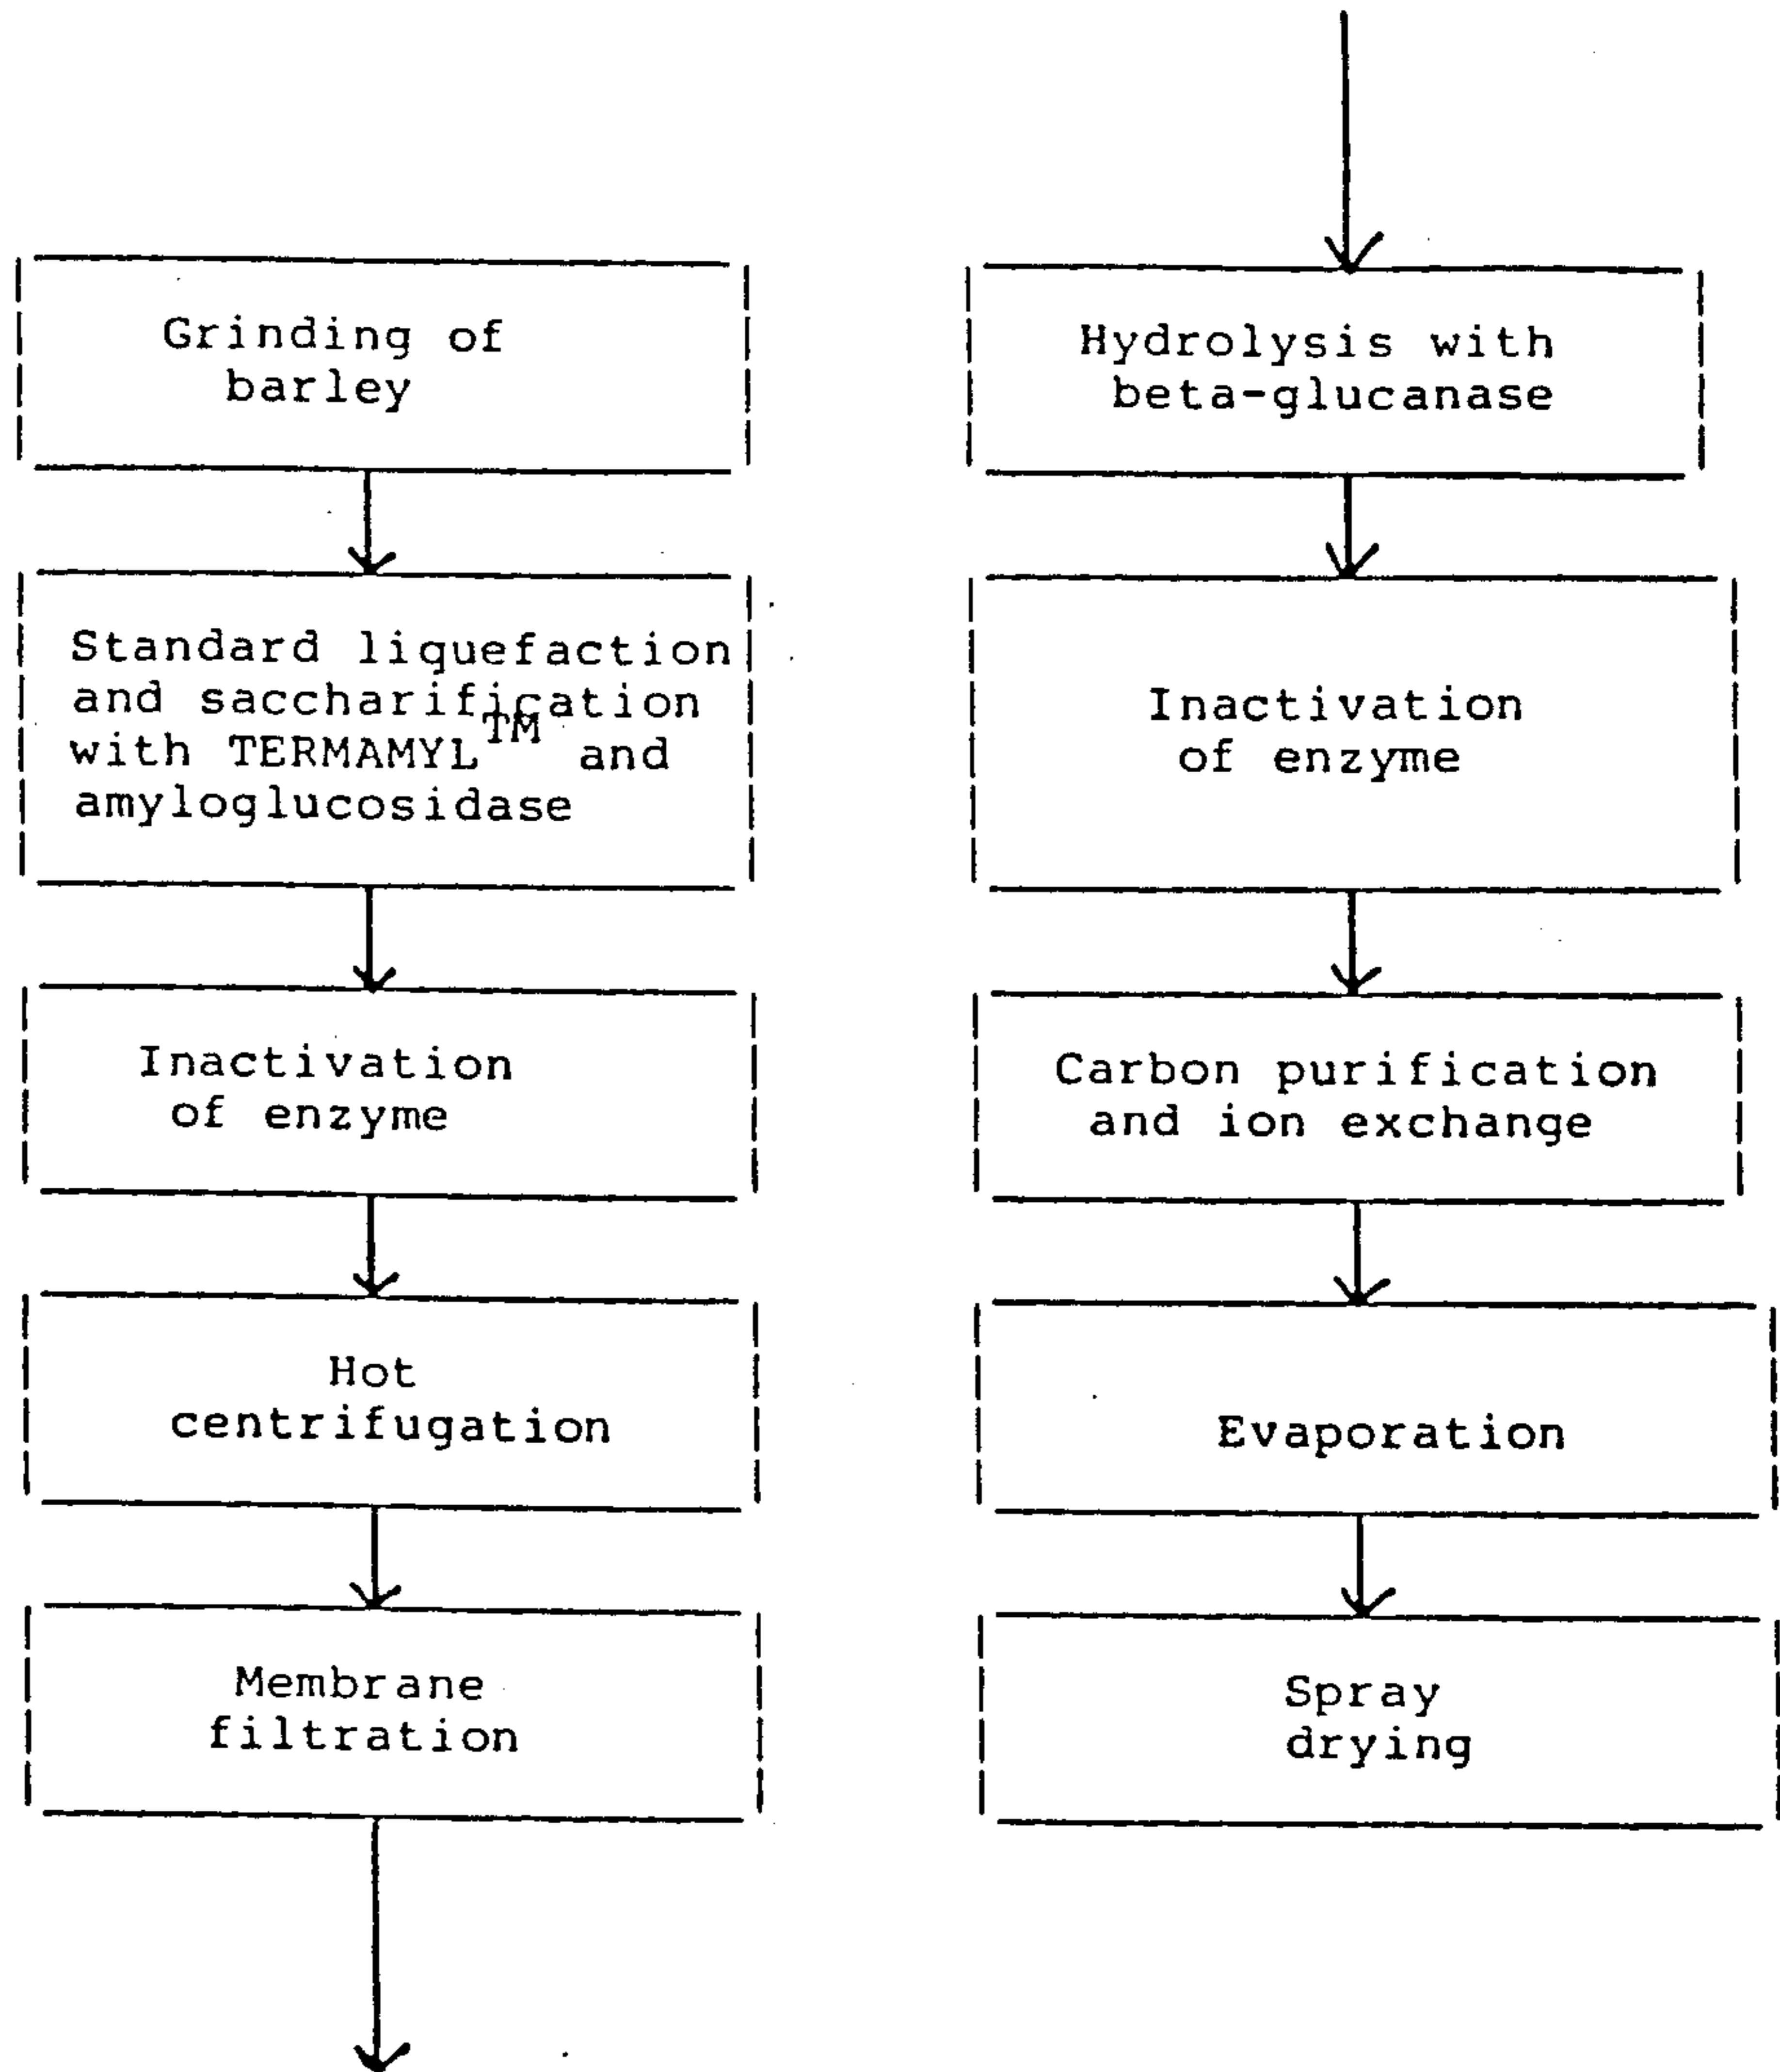 Grinding of
barley
Standard liquefaction
and saccharification
with TERMAMYL™ and
amyloglucosidase
Inactivation
of enzyme
Hot
centrifugation
Membrane
filtration
Hydrolysis with
beta-glucanase
Inactivation
of enzyme
Carbon purification
and ion exchange
Evaporation
Spray
drying